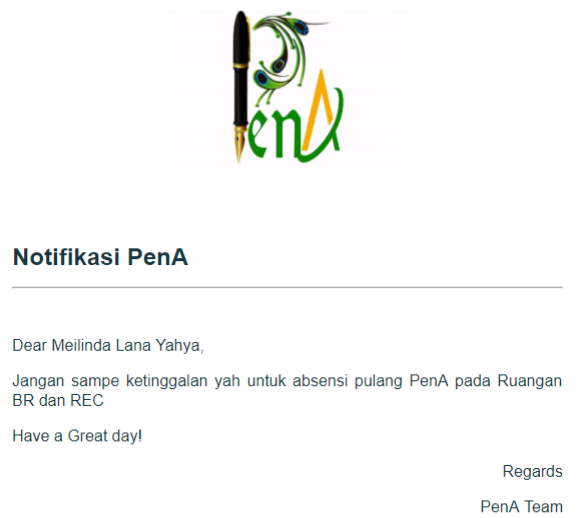 PenA
Notifikasi PenA
Dear Meilinda Lana Yahya,
Jangan sampe ketinggalan yah untuk absensi pulang PenA pada Ruangan
BR dan REC
Have a Great day!
Regards
PenA Team